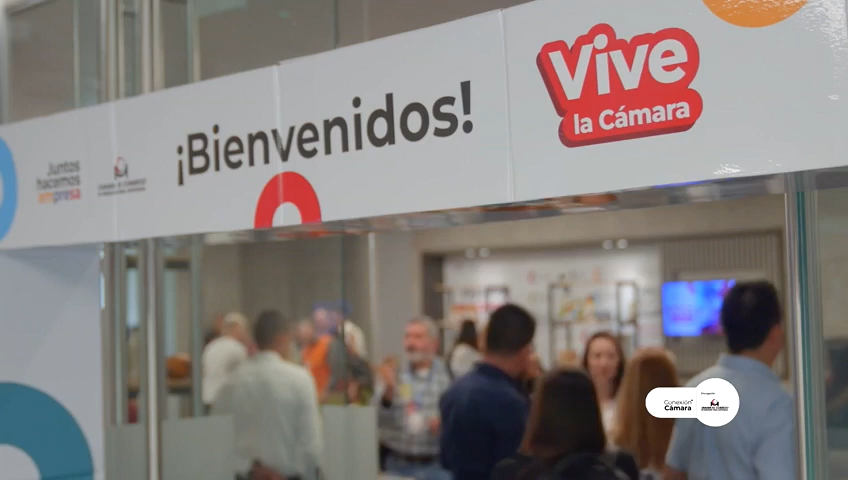 ¡Bienvenidos!
Vive
la Cámara
Juntos
hacemos
empresa
Conexión
Cámara